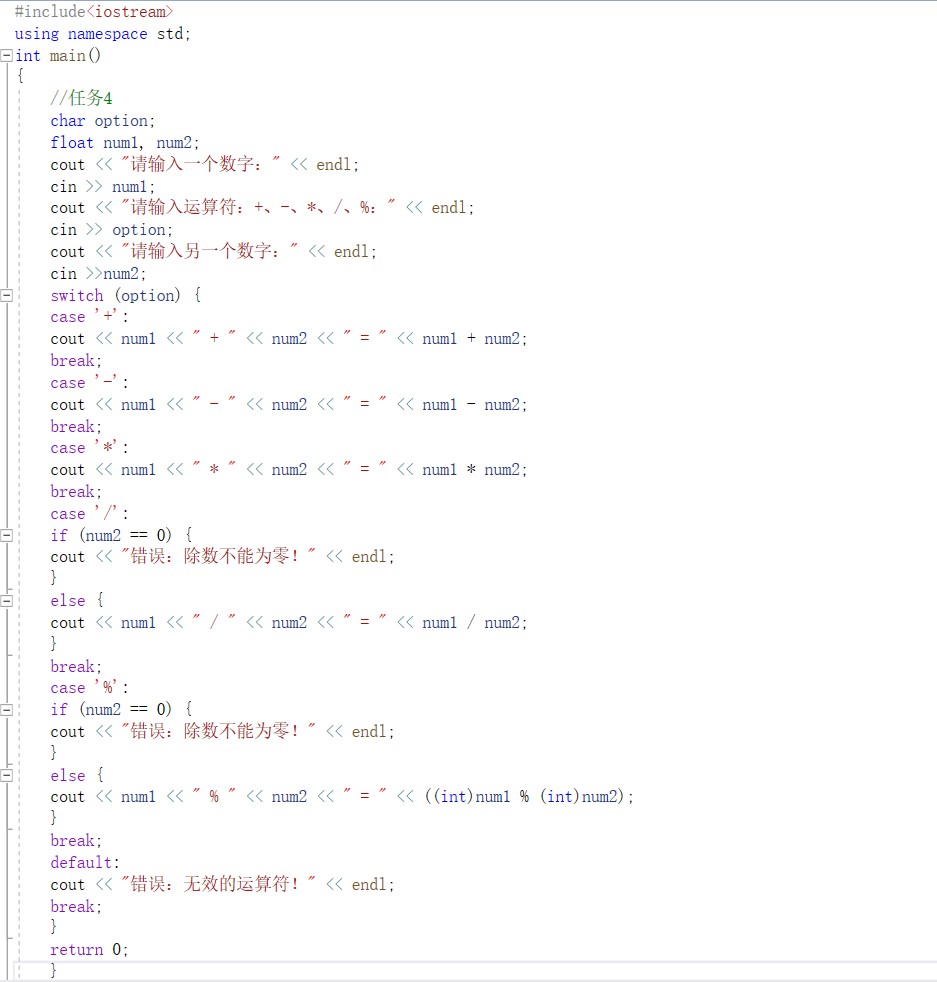 #include<iostream>
using namespace std;
int main()
{
//任务4
char option;
float num1, num2;
cout << "请输入一个数字：" << endl;
cin >> num1;
cout << "请输入运算符：+、-、*、/、%：" << endl;
cin >> option;
cout << "请输入另一个数字：" << endl;
cin >>num2;
switch (option) {
case '+':
cout << num1 << " + " << num2 << " = " << num1 + num2;
break;
case '-':
cout << num1 << " - " << num2 << " = " << num1 - num2;
break;
case '*':
cout << num1 << " * " << num2 << " = " << num1 * num2;
break;
case '/':
if (num2 == 0) {
cout << "错误：除数不能为零！" << endl;
}
else {
cout << num1 << " / " << num2 << " = " << num1 / num2;
}
break;
case '%':
if (num2 == 0) {
cout << "错误：除数不能为零！" << endl;
}
else {
cout << num1 << " % " << num2 << " = " << ((int)num1 % (int)num2);
}
break;
default:
cout << "错误：无效的运算符！" << endl;
break;
}
return 0;
}